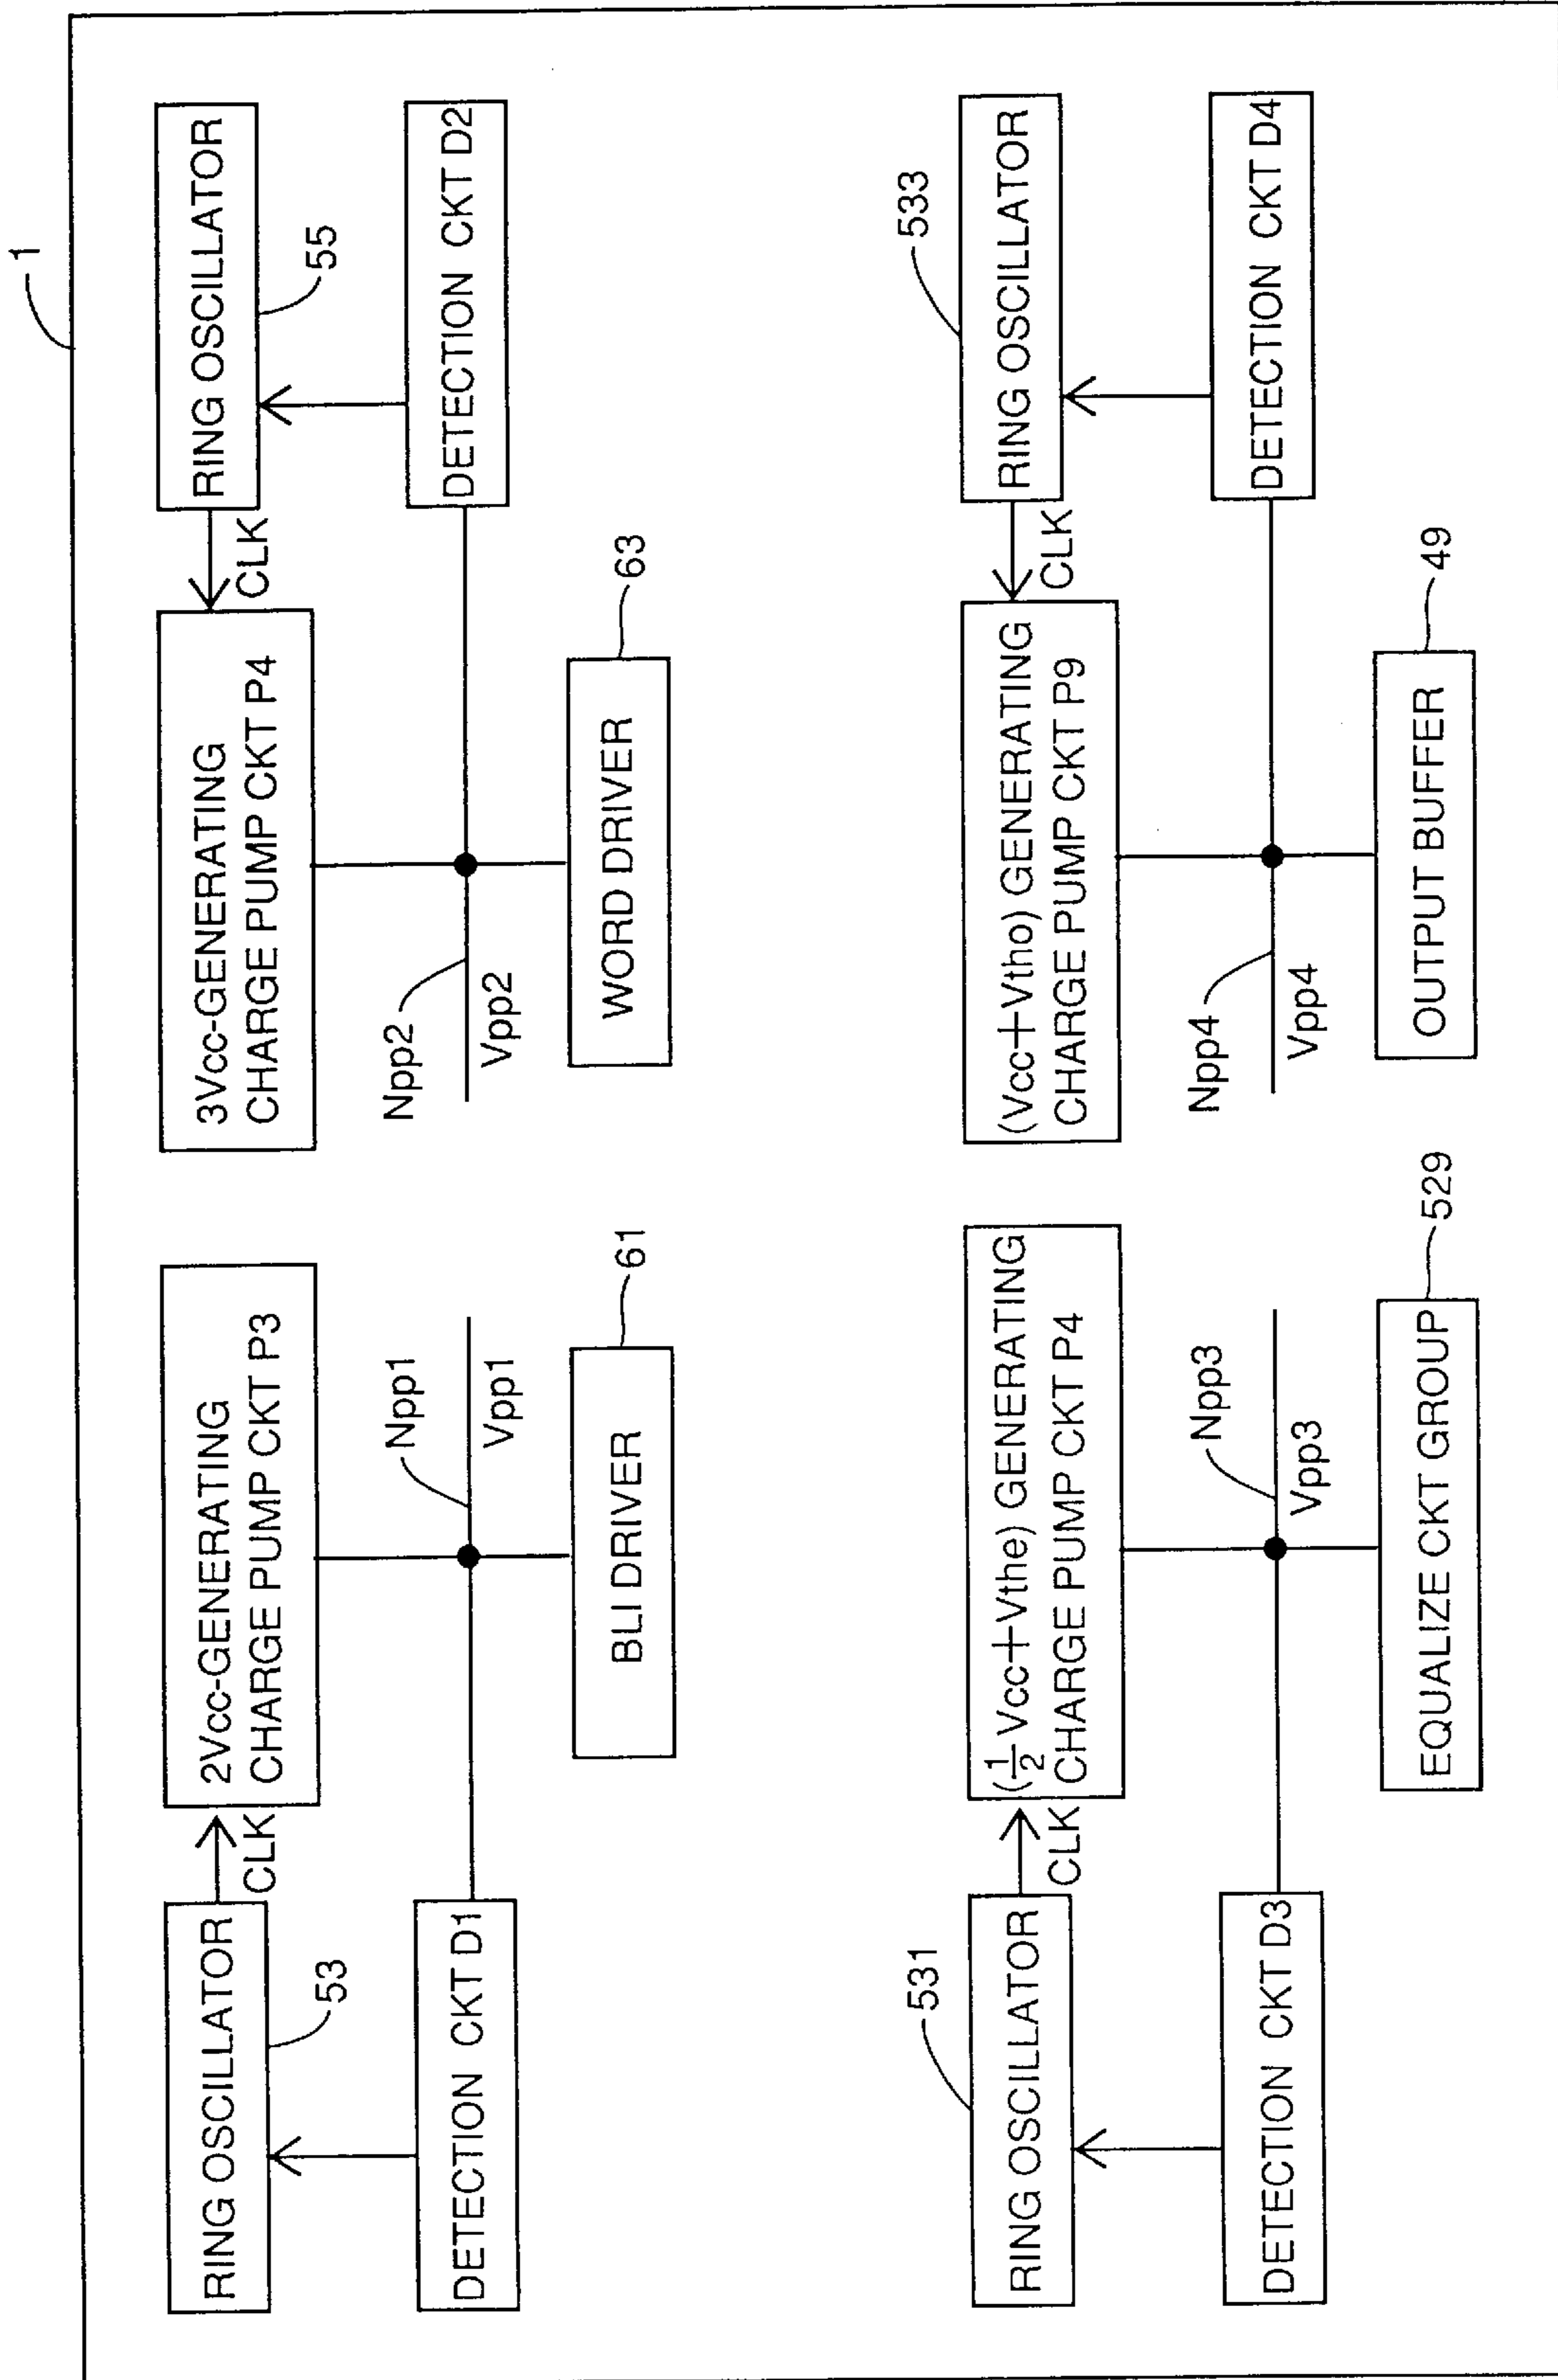 1
RING OSCILLATOR
53
CLK
2Vcc-GENERATING
CHARGE PUMP CKT P3
DETECTION CKT D1
Npp1
Vpp1
BLI DRIVER
61
3Vcc-GENERATING
CHARGE PUMP CKT P4
CLK
RING OSCILLATOR
55
Npp2
Vpp2
DETECTION CKT D2
WORD DRIVER
63
RING OSCILLATOR
531
CLK
(1/2 Vcc+Vthe) GENERATING
CHARGE PUMP CKT P4
DETECTION CKT D3
Npp3
Vpp3
EQUALIZE CKT GROUP
529
(Vcc+Vtho) GENERATING
CHARGE PUMP CKT P9
CLK
RING OSCILLATOR
533
Npp4
Vpp4
DETECTION CKT D4
OUTPUT BUFFER
49